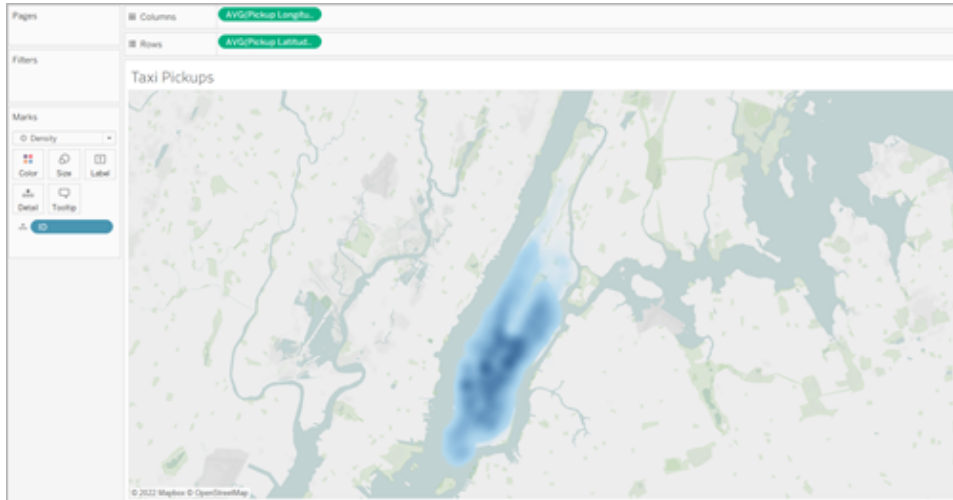 Pages
Columns
AVG(Pickup Longitu..
Rows
AVG(Pickup Latitud..
Filters
Taxi Pickups
Marks
Density
Color
Size
Label
Detail
Tooltip
ID
© 2022 Mapbox © OpenStreetMap